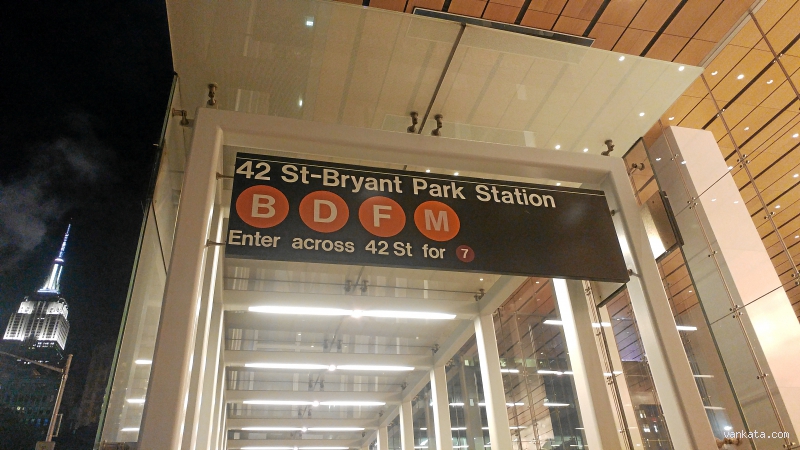 42 St-Bryant Park Station
B D F M
Enter across 42 St for 7
vankata.com